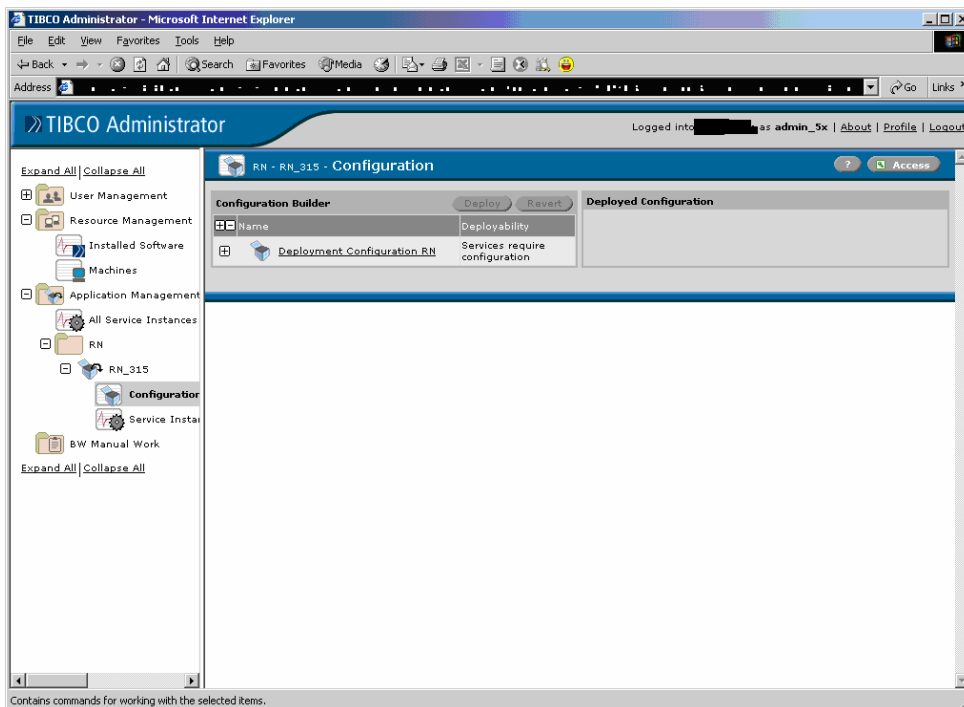 TIBCO Administrator - Microsoft Internet Explorer
File Edit View Favorites Tools Help
Back Search Favorites Media
Address Go Links
TIBCO Administrator
Logged into as admin_5x | About | Profile | Logout
Expand All | Collapse All
User Management
Resource Management
Installed Software
Machines
Application Management
All Service Instances
RN
RN_315
Configuration
Service Instan
BW Manual Work
Expand All | Collapse All
RN - RN_315 - Configuration
? Access
Configuration Builder Deploy Revert
Name Deployability
Deployment Configuration RN Services require
configuration
Deployed Configuration
Contains commands for working with the selected items.